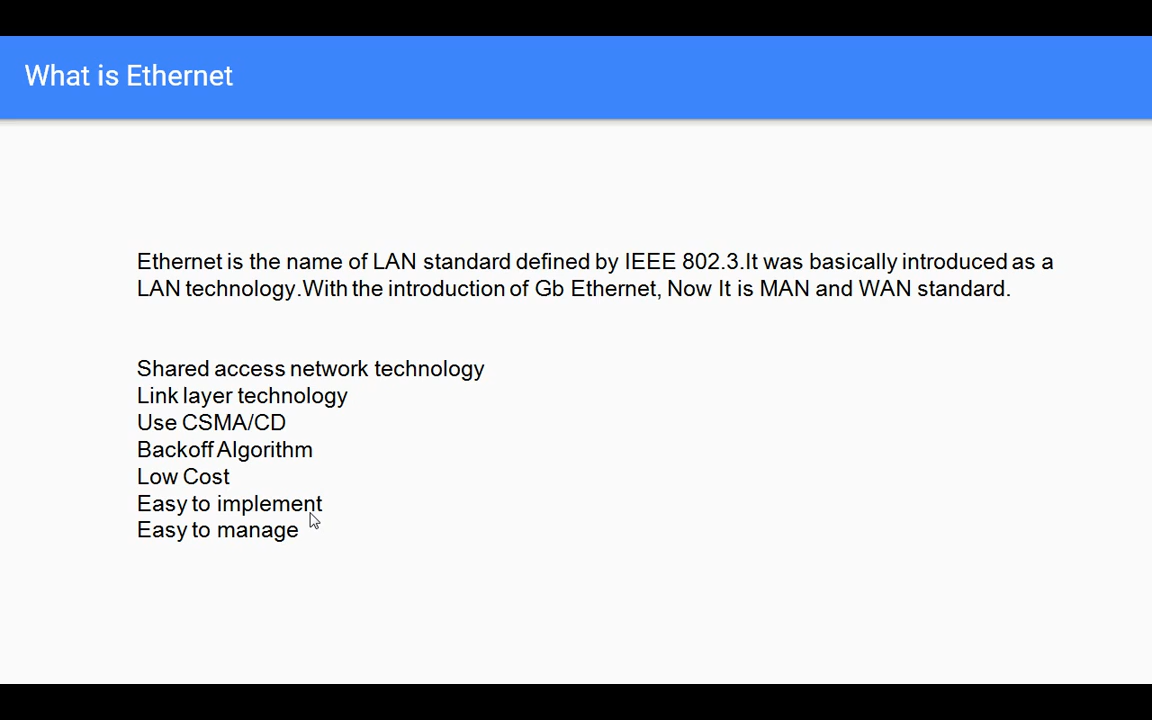 What is Ethernet
Ethernet is the name of LAN standard defined by IEEE 802.3.It was basically introduced as a
LAN technology.With the introduction of Gb Ethernet, Now It is MAN and WAN standard.
Shared access network technology
Link layer technology
Use CSMA/CD
Backoff Algorithm
Low Cost
Easy to implement
Easy to manage